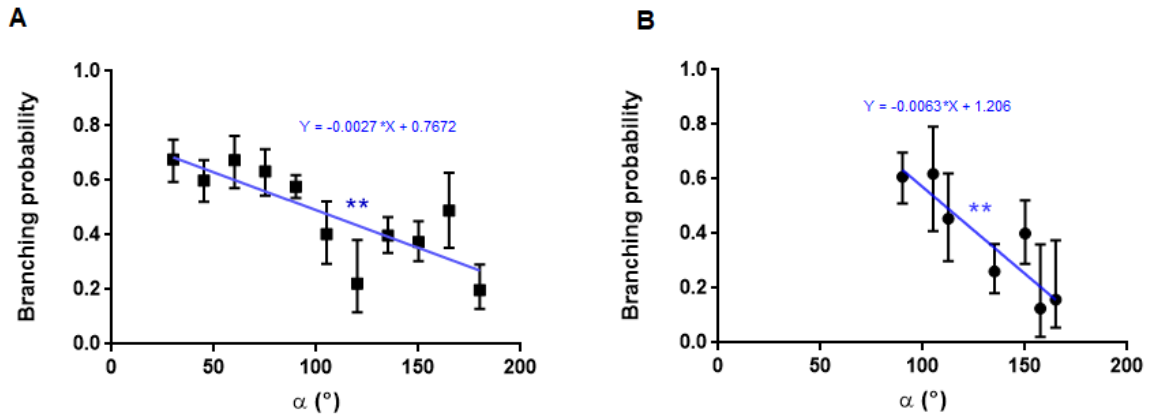 A
Branching probability
1.0
0.8
0.6
0.4
0.2
0.0
Y = -0.0027*X + 0.7672
**
0 50 100 150 200
α (°)
B
Branching probability
1.0
0.8
0.6
0.4
0.2
0.0
Y = -0.0063*X + 1.206
**
0 50 100 150 200
α (°)